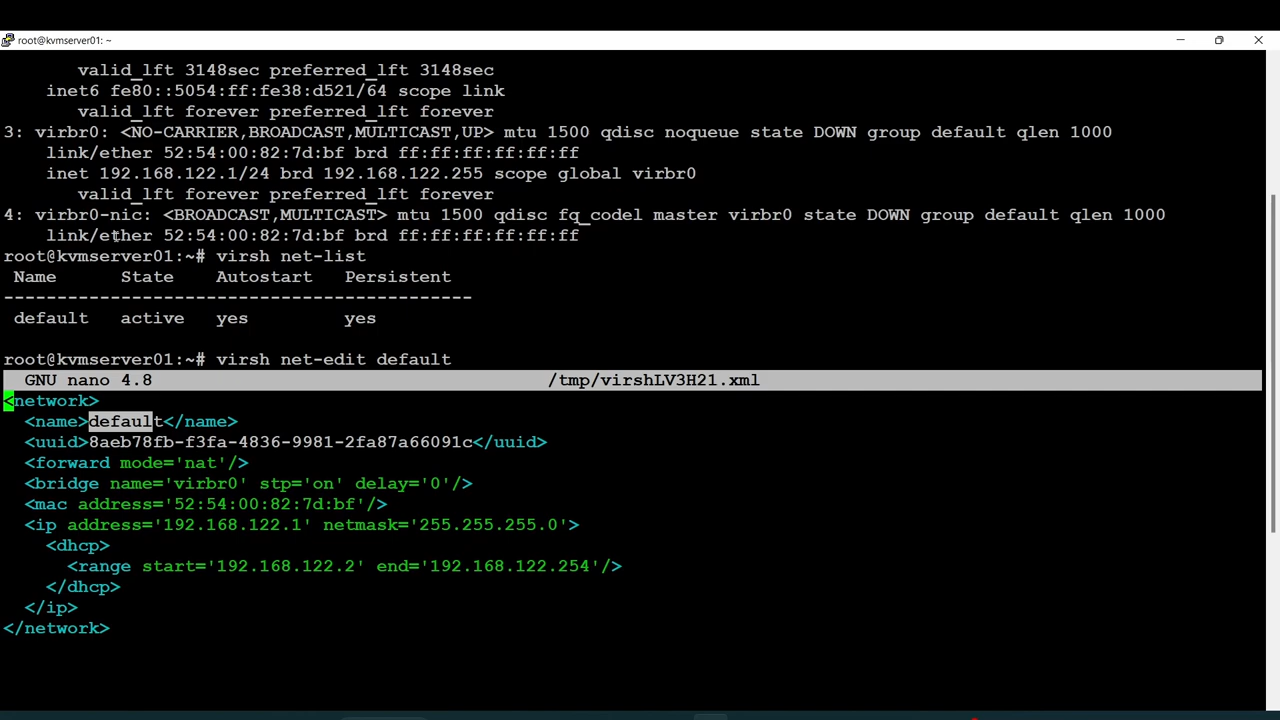 root@kvmserver01: ~
valid_lft 3148sec preferred_lft 3148sec
inet6 fe80::5054:ff:fe38:d521/64 scope link
valid_lft forever preferred_lft forever
3: virbr0: <NO-CARRIER,BROADCAST,MULTICAST,UP> mtu 1500 qdisc noqueue state DOWN group default qlen 1000
link/ether 52:54:00:82:7d:bf brd ff:ff:ff:ff:ff:ff
inet 192.168.122.1/24 brd 192.168.122.255 scope global virbr0
valid_lft forever preferred_lft forever
4: virbr0-nic: <BROADCAST,MULTICAST> mtu 1500 qdisc fq_codel master virbr0 state DOWN group default qlen 1000
link/ether 52:54:00:82:7d:bf brd ff:ff:ff:ff:ff:ff
root@kvmserver01:~# virsh net-list
Name State Autostart Persistent
--------------------------------------------
default active yes yes
root@kvmserver01:~# virsh net-edit default
GNU nano 4.8 /tmp/virshLV3H21.xml
<network>
<name>default</name>
<uuid>8aeb78fb-f3fa-4836-9981-2fa87a66091c</uuid>
<forward mode='nat'/>
<bridge name='virbr0' stp='on' delay='0'/>
<mac address='52:54:00:82:7d:bf'/>
<ip address='192.168.122.1' netmask='255.255.255.0'>
<dhcp>
<range start='192.168.122.2' end='192.168.122.254'/>
</dhcp>
</ip>
</network>